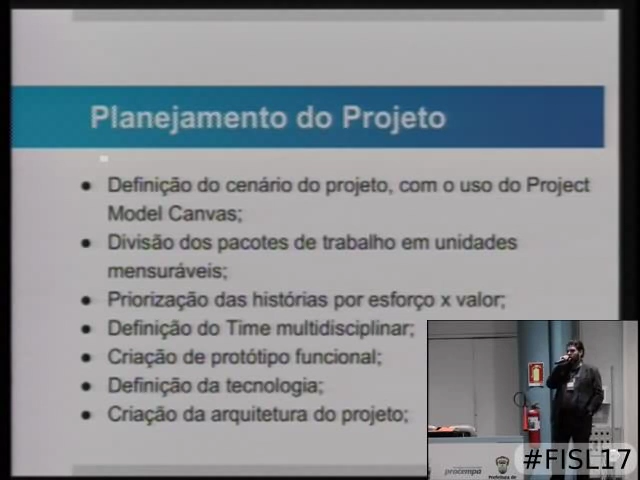 Planejamento do Projeto
● Definição do cenário do projeto, com o uso do Project
Model Canvas;
● Divisão dos pacotes de trabalho em unidades
mensuráveis;
● Priorização das histórias por esforço x valor;
● Definição do Time multidisciplinar;
● Criação de protótipo funcional;
● Definição da tecnologia;
● Criação da arquitetura do projeto;
procempa
Prefeitura de
#FISL17